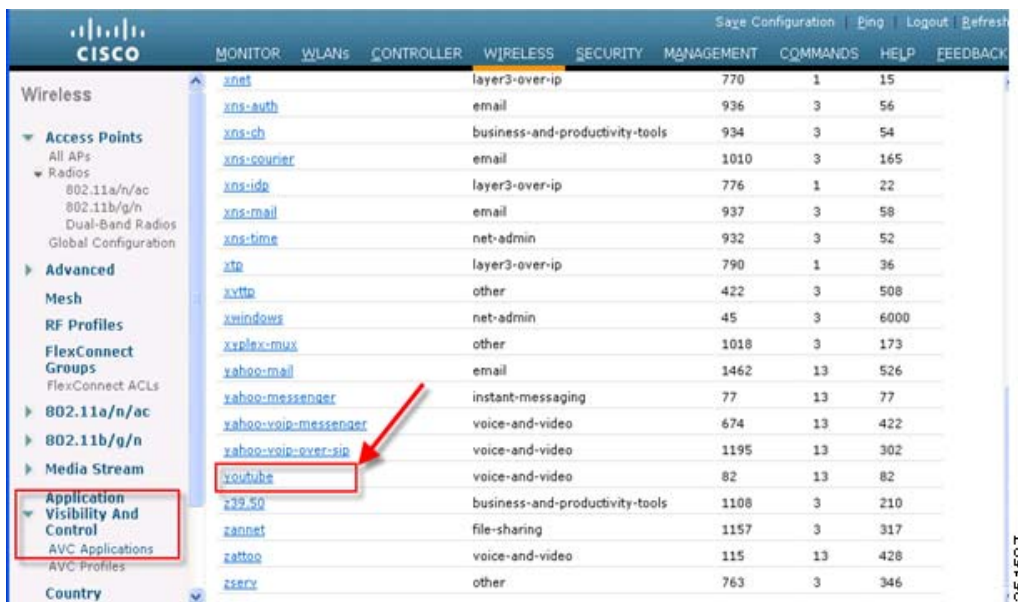 Save Configuration | Ping | Logout | Refresh
CISCO
MONITOR WLANs CONTROLLER WIRELESS SECURITY MANAGEMENT COMMANDS HELP FEEDBACK
Wireless
Access Points
All APs
Radios
802.11a/n/ac
802.11b/g/n
Dual-Band Radios
Global Configuration
Advanced
Mesh
RF Profiles
FlexConnect
Groups
FlexConnect ACLs
802.11a/n/ac
802.11b/g/n
Media Stream
Application
Visibility And
Control
AVC Applications
AVC Profiles
Country
xnet layer3-over-ip 770 1 15
xns-auth email 936 3 56
xns-ch business-and-productivity-tools 934 3 54
xns-courier email 1010 3 165
xns-idp layer3-over-ip 776 1 22
xns-mail email 937 3 58
xns-time net-admin 932 3 52
xtp layer3-over-ip 790 1 36
xvttp other 422 3 508
xwindows net-admin 45 3 6000
xyplex-mux other 1018 3 173
yahoo-mail email 1462 13 526
yahoo-messenger instant-messaging 77 13 77
yahoo-voip-messenger voice-and-video 674 13 422
yahoo-voip-over-sip voice-and-video 1195 13 302
youtube voice-and-video 82 13 82
z39.50 business-and-productivity-tools 1108 3 210
zannet file-sharing 1157 3 317
zattoo voice-and-video 115 13 428
zserv other 763 3 346